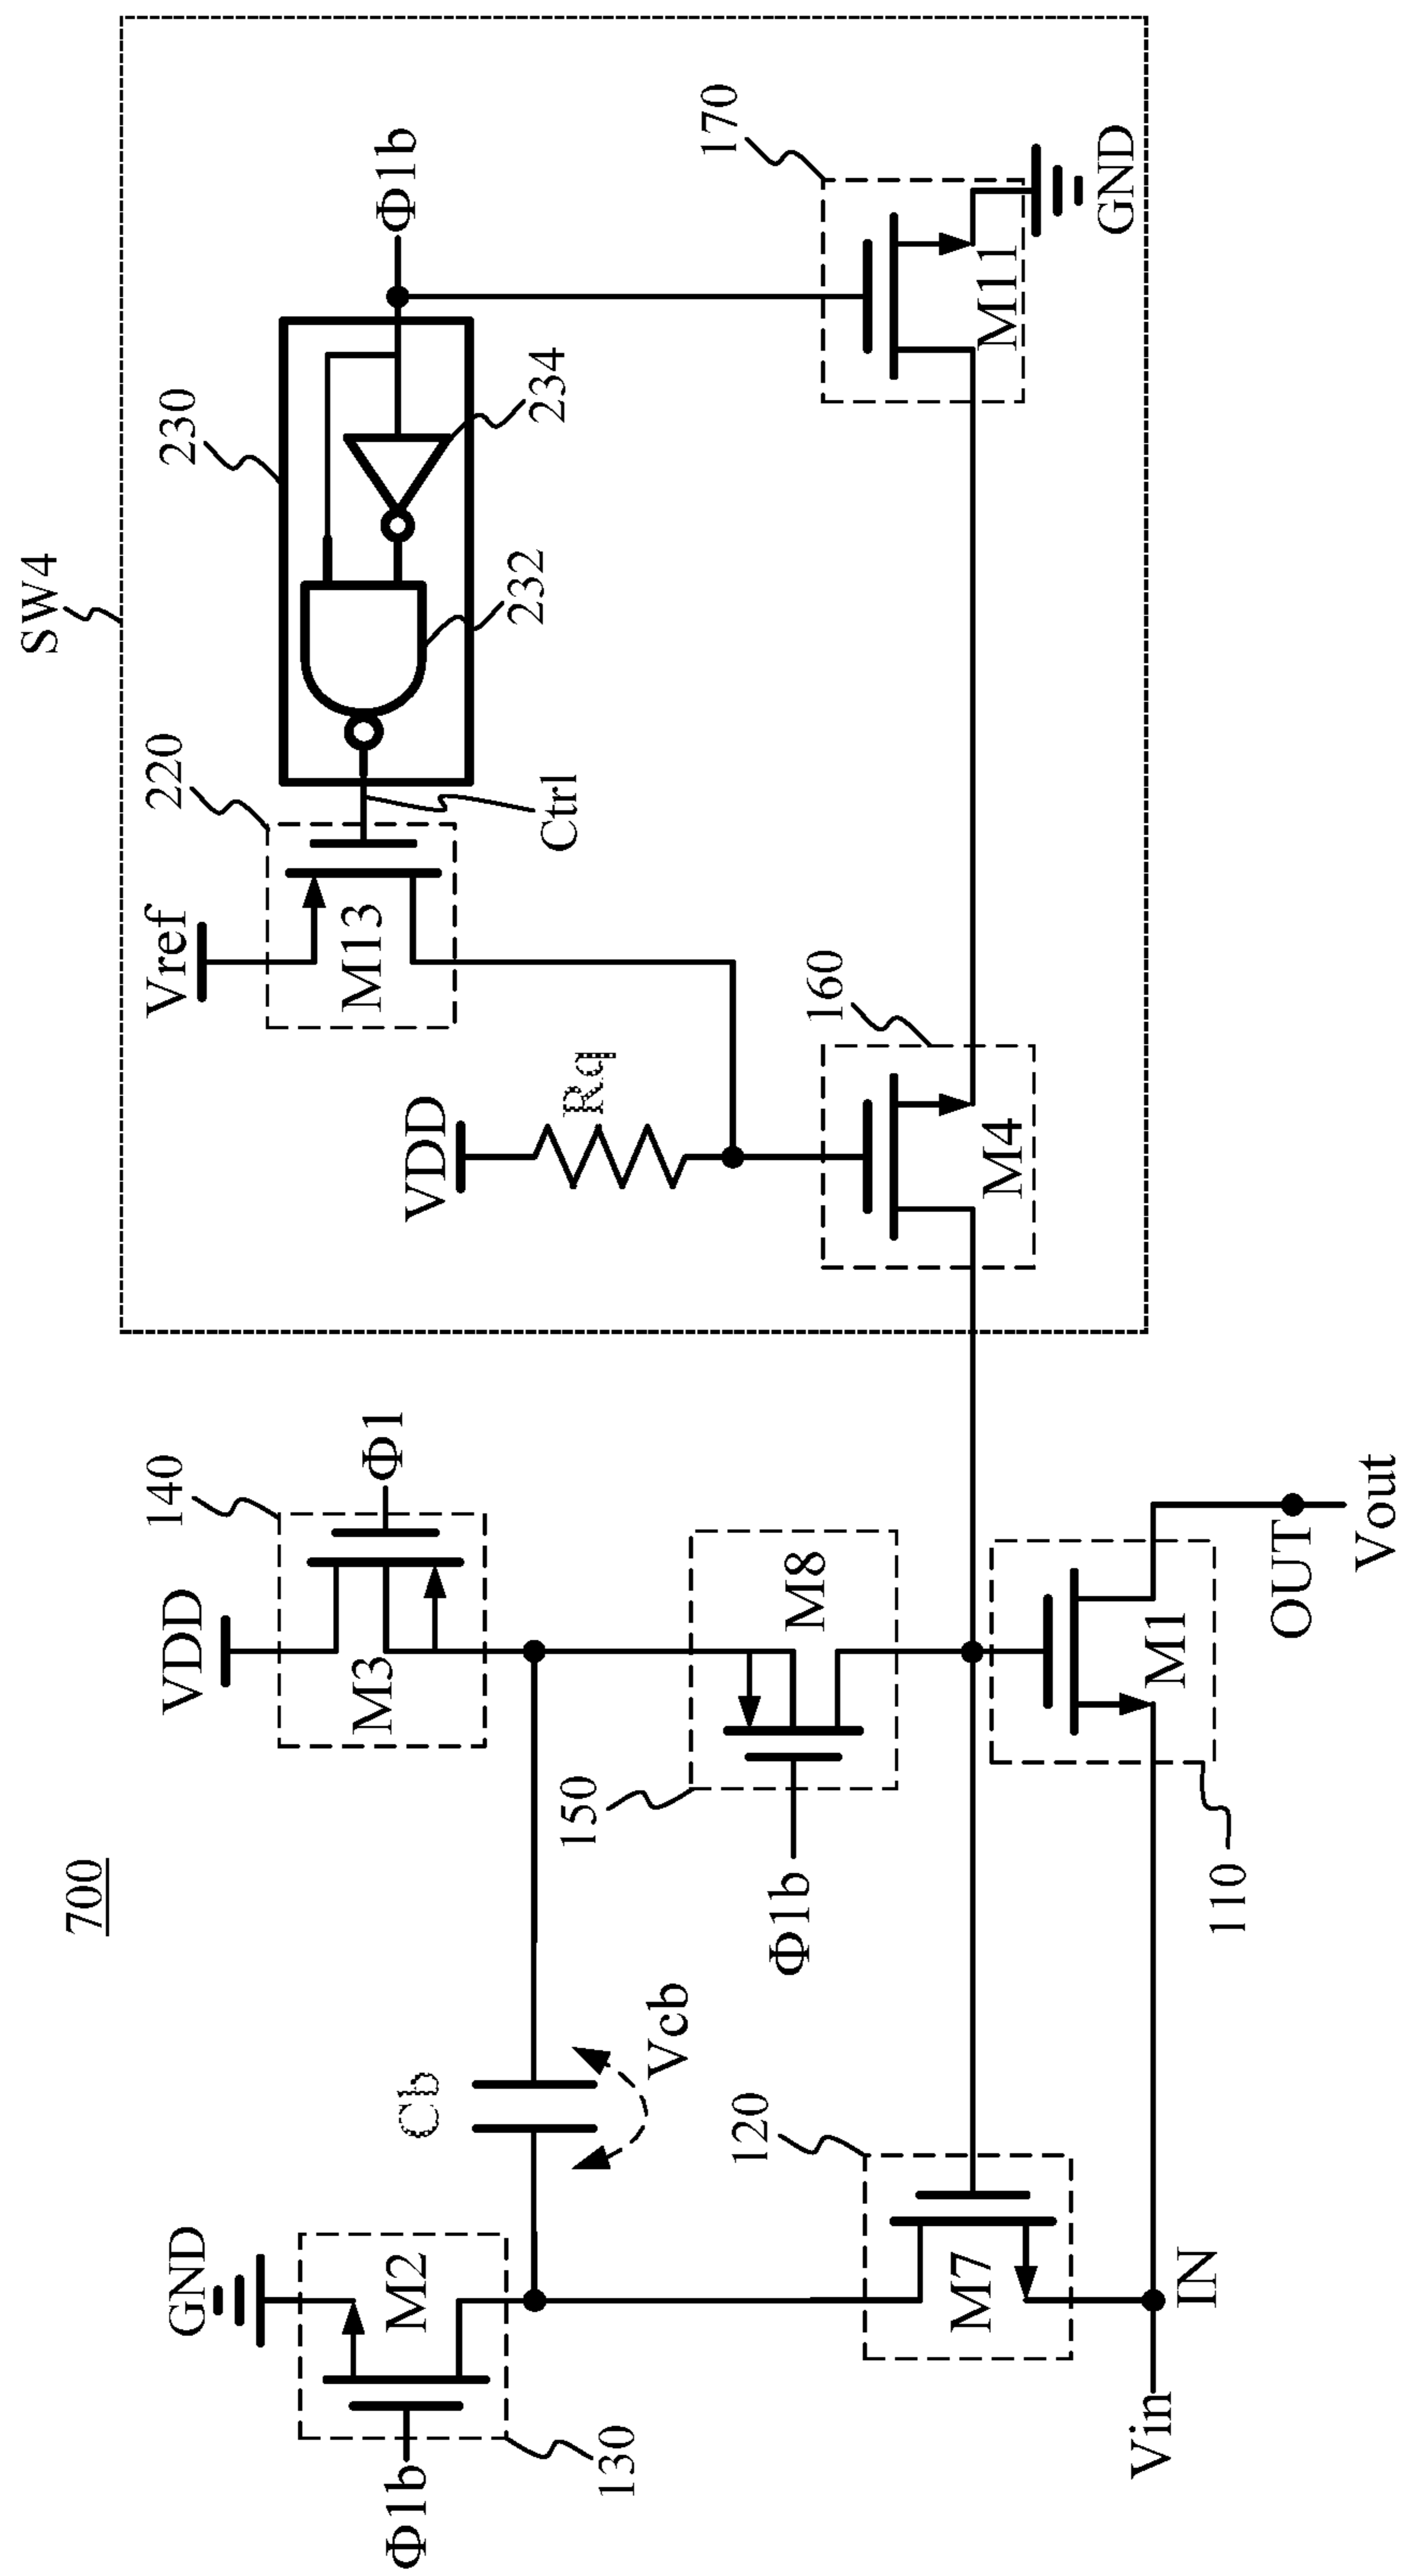 700
SW4
GND
VDD
Vref
220
230
Φ1b
130
M2
Cb
Vcb
M3
140
Φ1
VDD
Rq
M13
Ctrl
232
234
Φ1b
170
Φ1b
150
M8
160
M4
M11
GND
120
M7
Vin
IN
110
M1
OUT
Vout